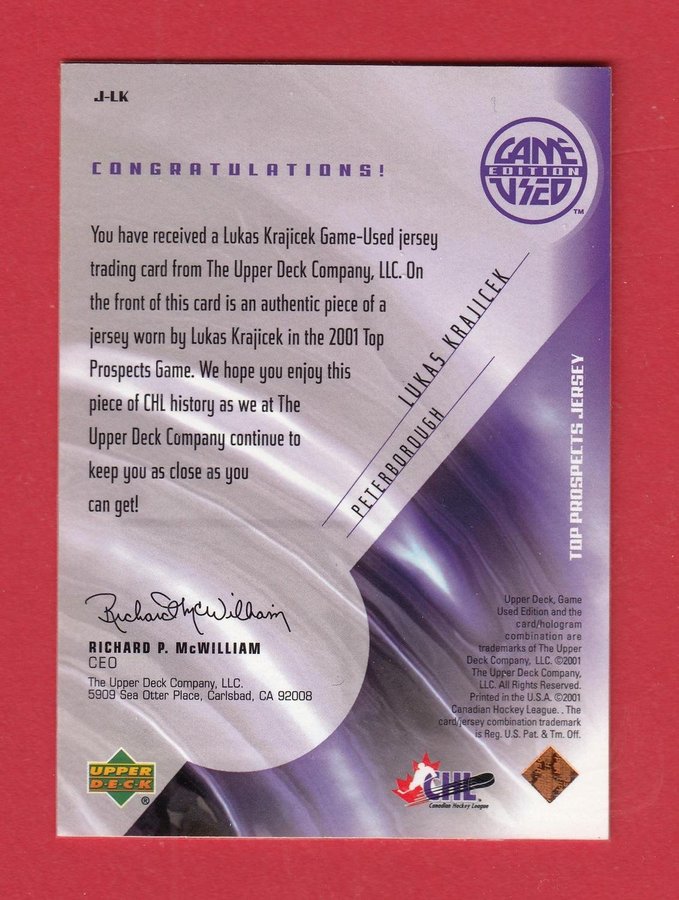 J-LK
CONGRATULATIONS!
GAME
EDITION
USED
TM
You have received a Lukas Krajicek Game-Used jersey
trading card from The Upper Deck Company, LLC. On
the front of this card is an authentic piece of a
jersey worn by Lukas Krajicek in the 2001 Top
Prospects Game. We hope you enjoy this
piece of CHL history as we at The
Upper Deck Company continue to
keep you as close as you
can get!
LUKAS KRAJICEK
PETERBOROUGH
TOP PROSPECTS JERSEY
Richard McWilliam
RICHARD P. McWILLIAM
CEO
The Upper Deck Company, LLC.
5909 Sea Otter Place, Carlsbad, CA 92008
Upper Deck, Game
Used Edition and the
card/hologram
combination are
trademarks of The Upper
Deck Company, LLC. ©2001
The Upper Deck Company,
LLC. All Rights Reserved.
Printed in the U.S.A. ©2001
Canadian Hockey League. . The
card/jersey combination trademark
is Reg. U.S. Pat. & Tm. Off.
UPPER
D·E·C·K
®
CHL
Canadian Hockey League